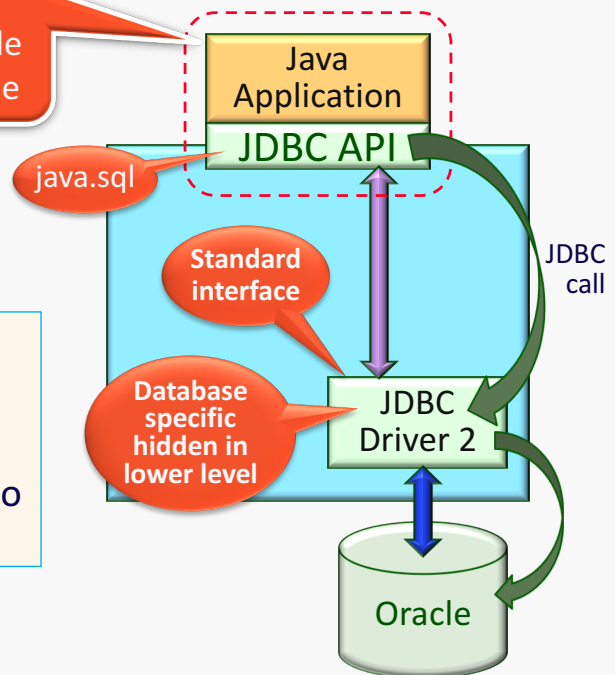 Java
Application
JDBC API
java.sql
JDBC
call
Standard
interface
Database
specific
hidden in
lower level
JDBC
Driver 2
Oracle